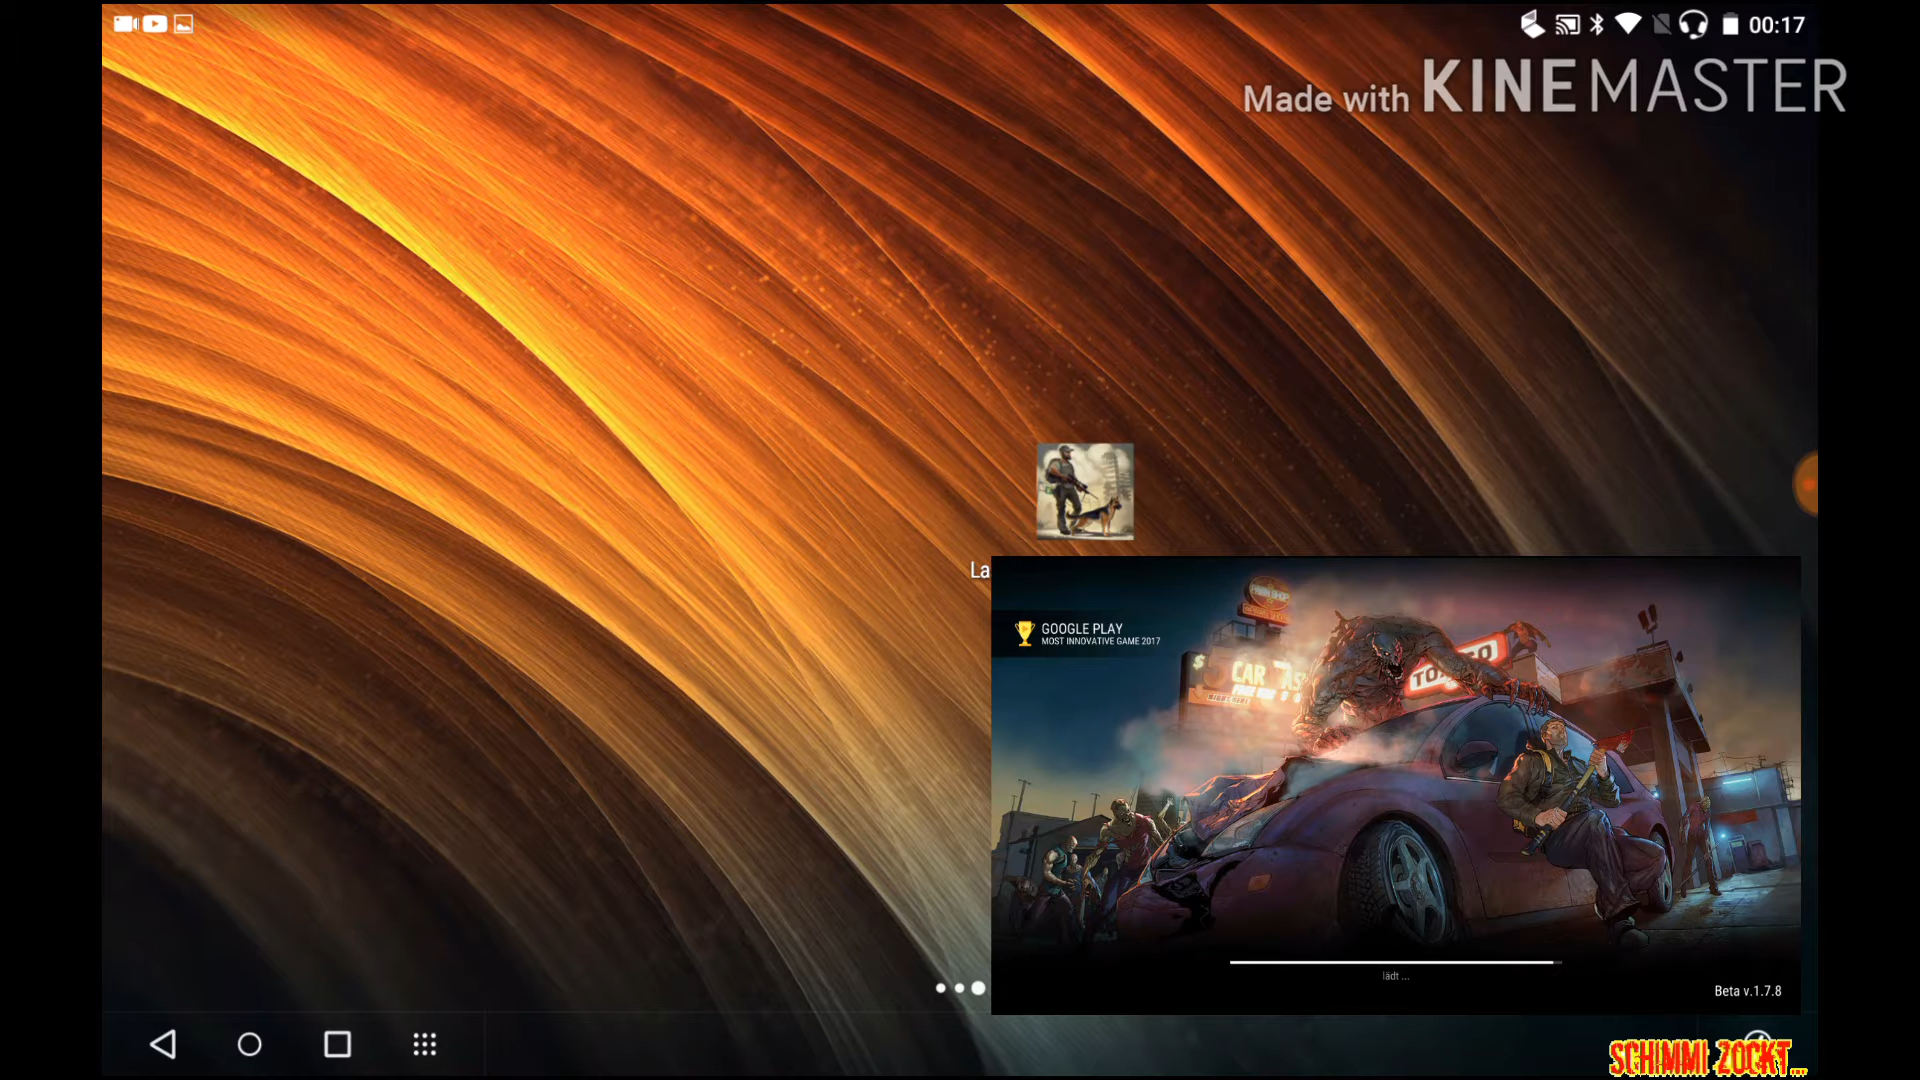 00:17
Made with KINEMASTER
La
GOOGLE PLAY
MOST INNOVATIVE GAME 2017
CAR
lädt ...
Beta v.1.7.8
SCHIMMI ZOCKT...